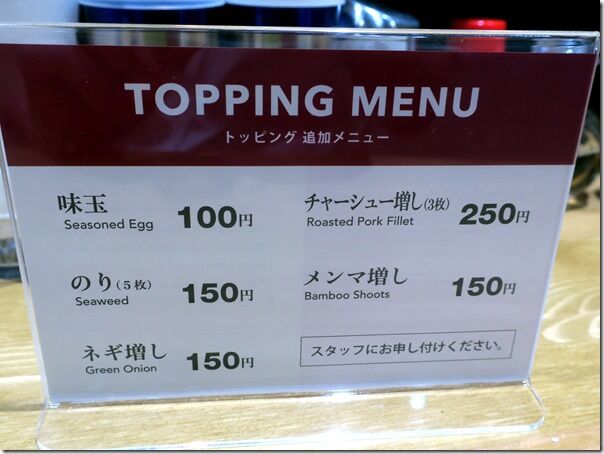 TOPPING MENU
トッピング 追加メニュー
味玉
Seasoned Egg
100円
のり(5枚)
Seaweed
150円
ネギ増し
Green Onion
150円
チャーシュー増し(3枚)
Roasted Pork Fillet
250円
メンマ増し
Bamboo Shoots
150円
スタッフにお申し付けください。